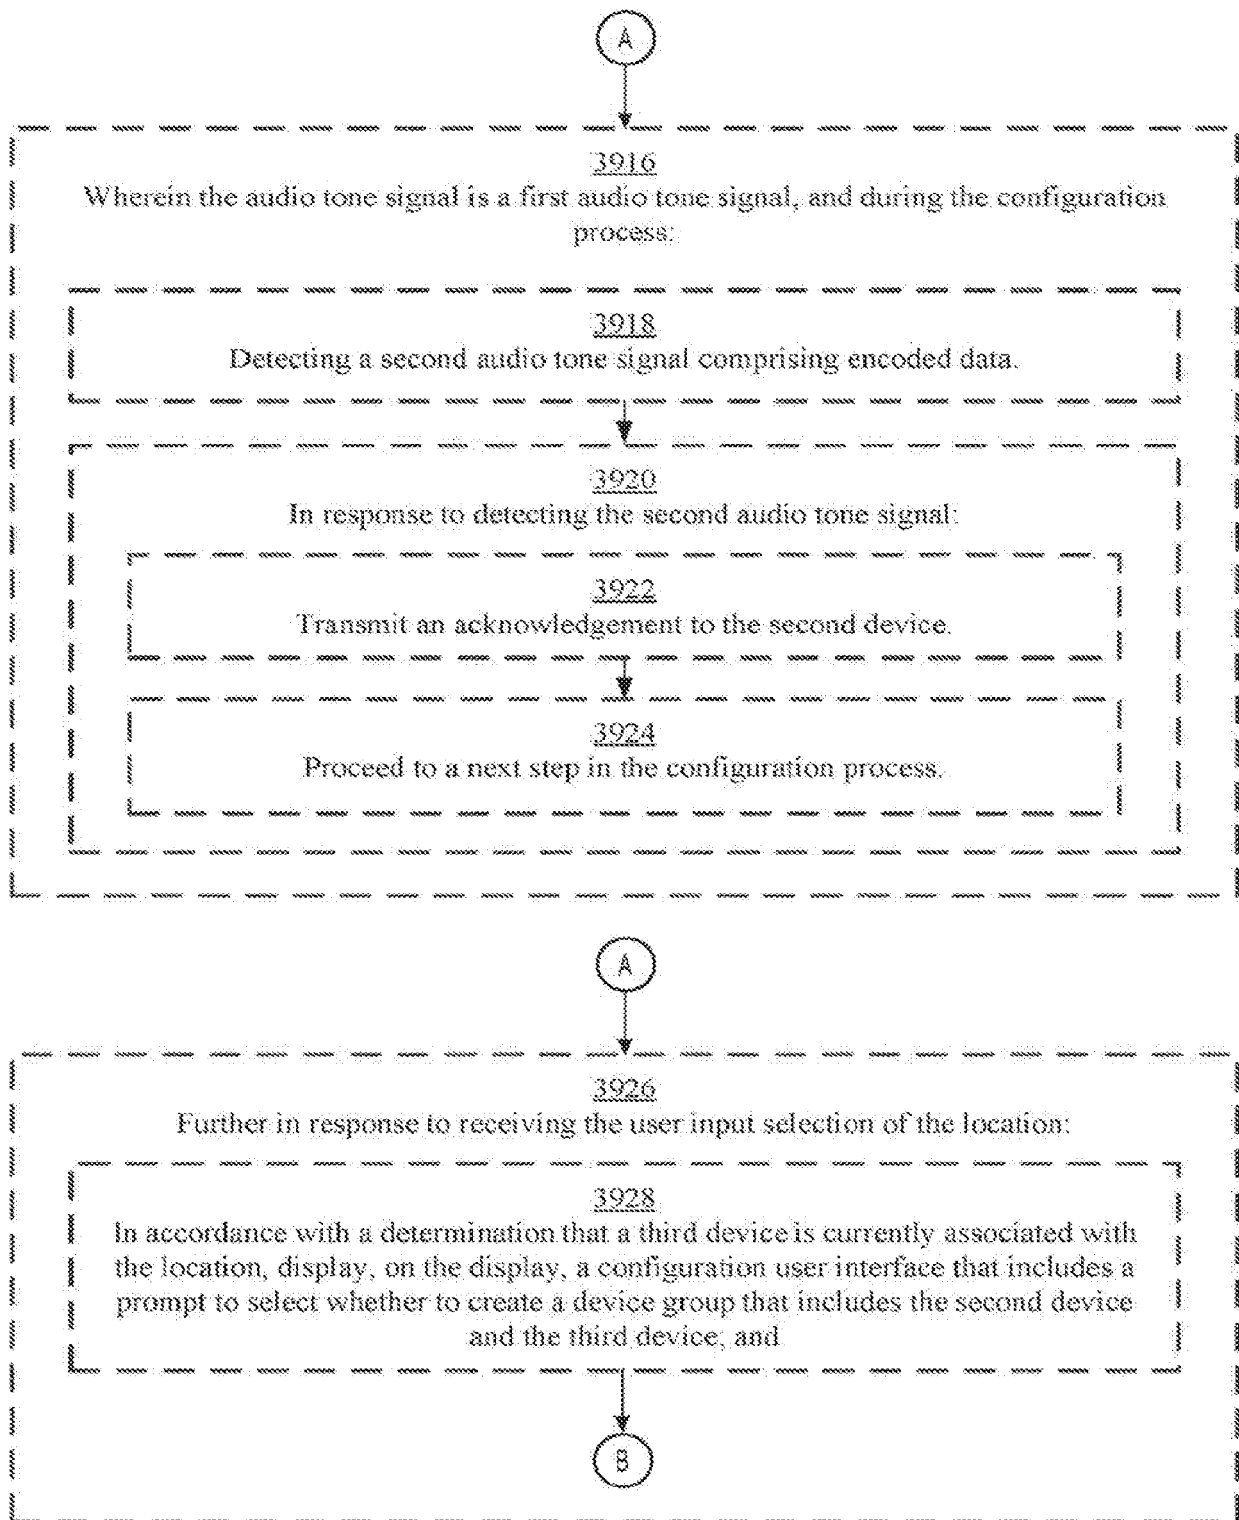 A
3916
Wherein the audio tone signal is a first audio tone signal, and during the configuration
process:
3918
Detecting a second audio tone signal comprising encoded data.
3920
In response to detecting the second audio tone signal:
3922
Transmit an acknowledgement to the second device.
3924
Proceed to a next step in the configuration process.
A
3926
Further in response to receiving the user input selection of the location:
3928
In accordance with a determination that a third device is currently associated with
the location, display, on the display, a configuration user interface that includes a
prompt to select whether to create a device group that includes the second device
and the third device; and
B